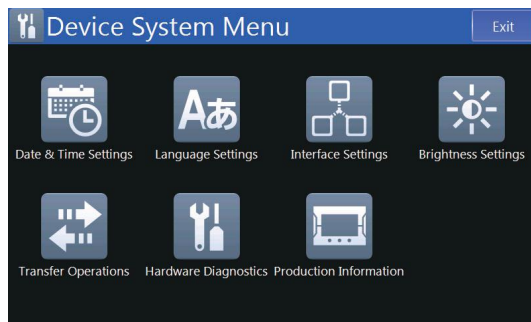 Device System Menu
Exit
Aあ
Date & Time Settings
Language Settings
Interface Settings
Brightness Settings
Transfer Operations
Hardware Diagnostics
Production Information